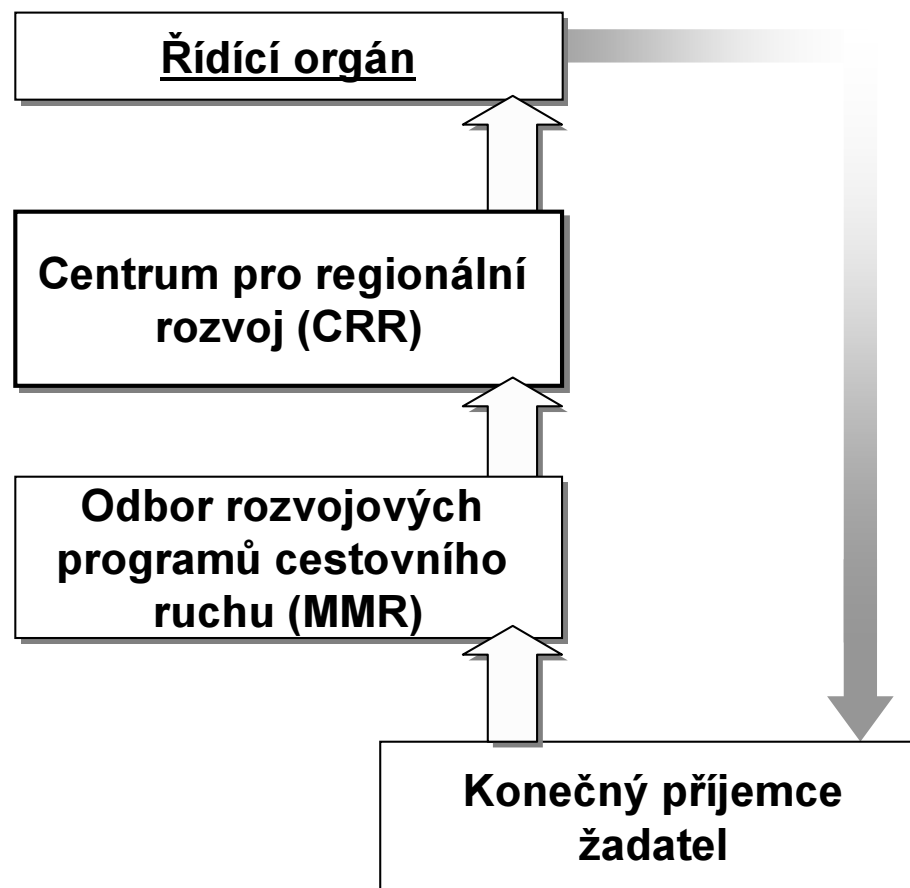 Řídící orgán
Centrum pro regionální
rozvoj (CRR)
Odbor rozvojových
programů cestovního
ruchu (MMR)
Konečný příjemce
žadatel